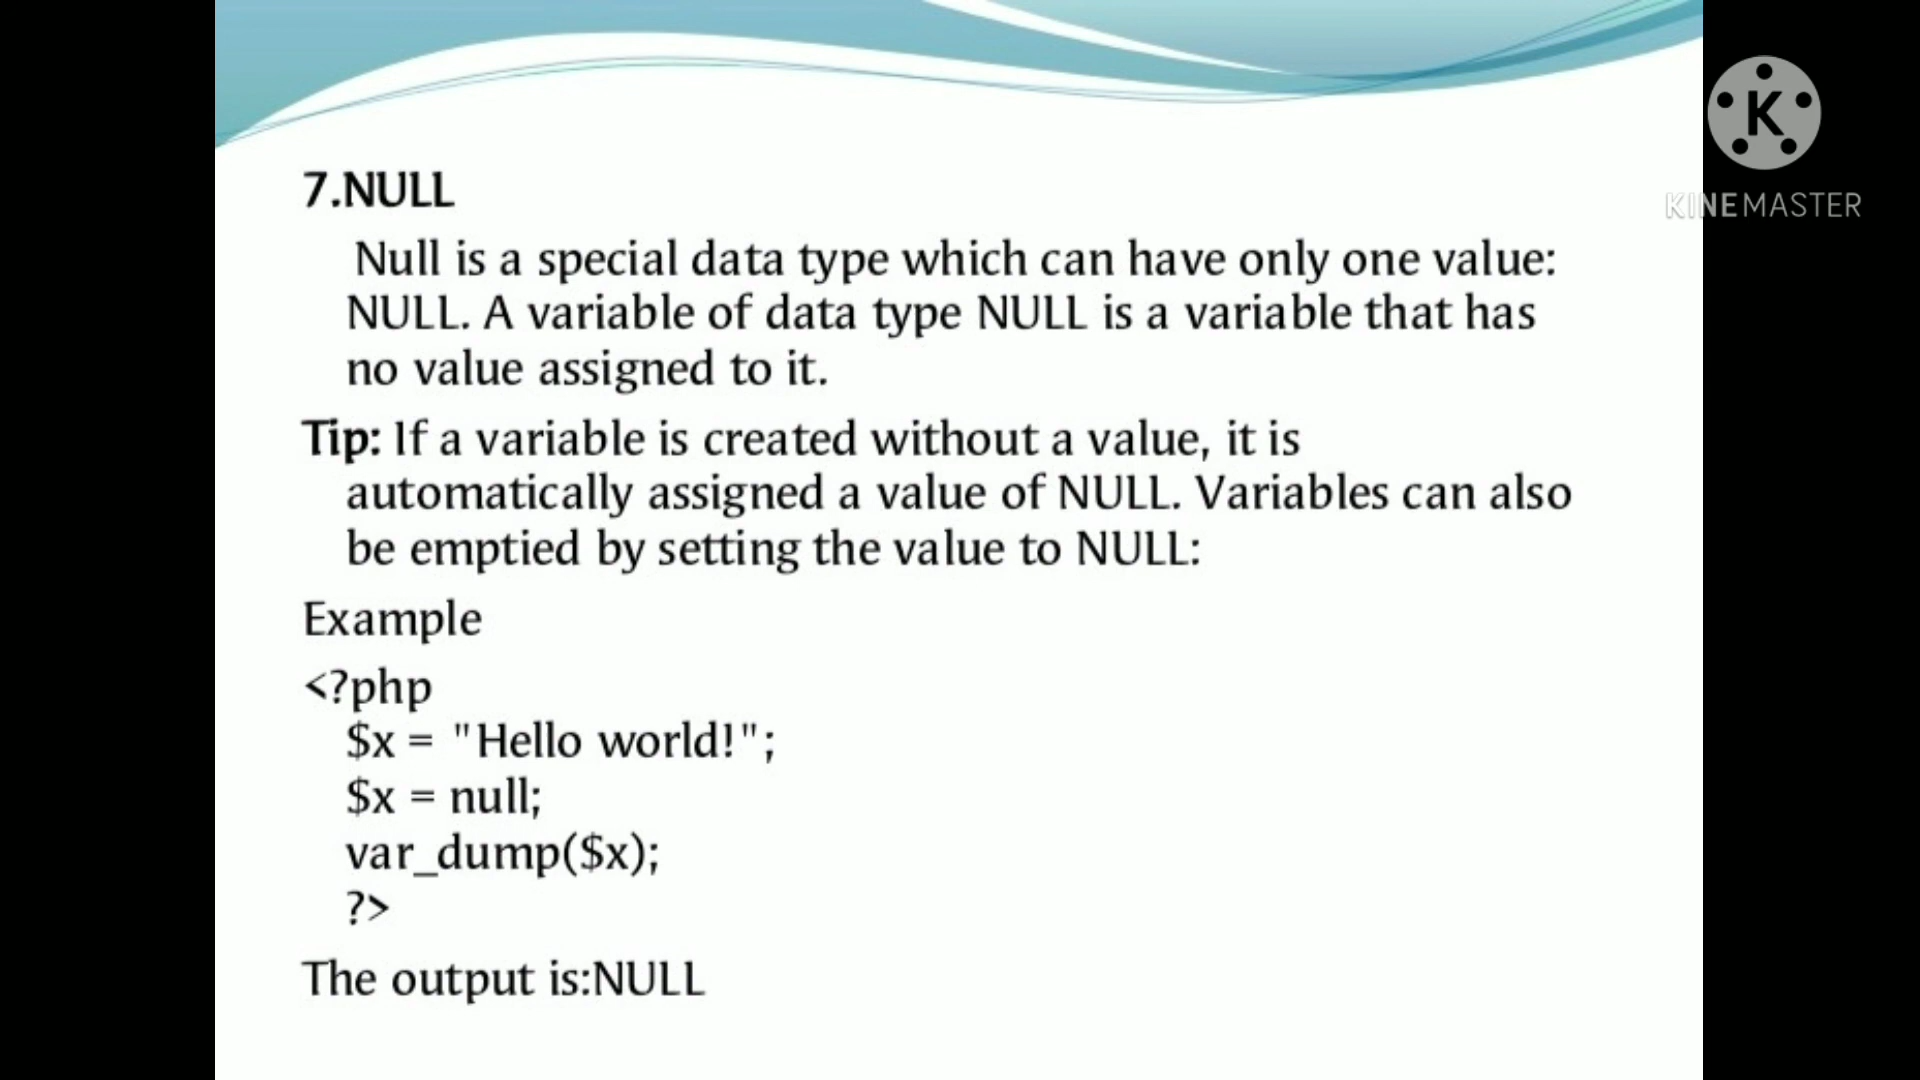 7.NULL
Null is a special data type which can have only one value:
NULL. A variable of data type NULL is a variable that has
no value assigned to it.
Tip: If a variable is created without a value, it is
automatically assigned a value of NULL. Variables can also
be emptied by setting the value to NULL:
Example
<?php
$x = "Hello world!";
$x = null;
var_dump($x);
?>
The output is:NULL
K
KINEMASTER